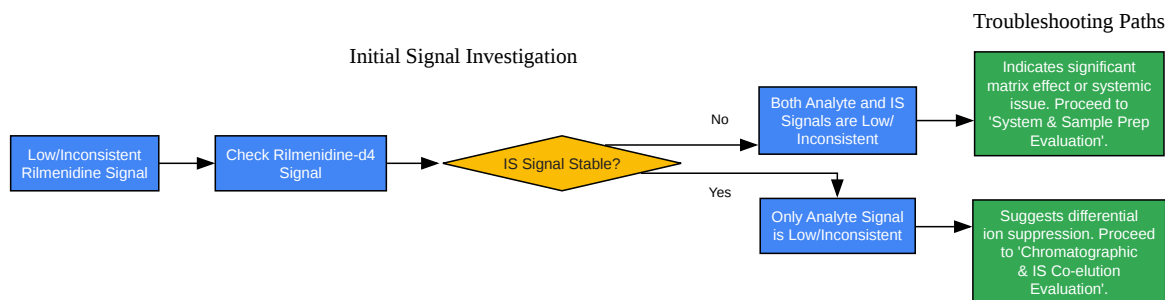 Troubleshooting Paths
Initial Signal Investigation
Low/Inconsistent
Rilmenidine Signal
Check Rilmenidine-d4
Signal
IS Signal Stable?
No
Both Analyte and IS
Signals are Low/
Inconsistent
Indicates significant
matrix effect or systemic
issue. Proceed to
'System & Sample Prep
Evaluation'.
Yes
Only Analyte Signal
is Low/Inconsistent
Suggests differential
ion suppression. Proceed
to 'Chromatographic
& IS Co-elution
Evaluation'.